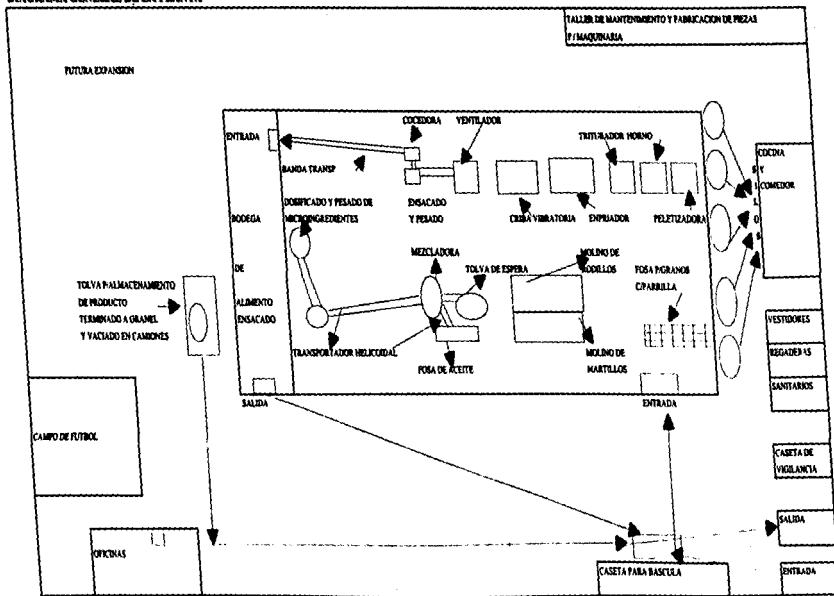 TALLER DE MANTENIMIENTO Y FABRICACION DE PIEZAS
P / MAQUINARIA
FUTURA EXPANSION
COCEDORA
VENTILADOR
ENTRADA
TRITURADOR HORNO
BANDA TRANSP
COCINA
Y
COMEDOR
SILOS
DOSIFICADO Y PESADO DE
MICROINGREDIENTES
ENSACADO
Y PESADO
CRIBA VIBRATORIA
ENFRIADOR
PELETIZADORA
BODEGA
DE
ALIMENTO
ENSACADO
MEZCLADORA
TOLVA DE ESPERA
MOLINO DE
RODILLOS
FOSA P/GRANOS
C/PARRILLA
TOLVA P/ALMACENAMIENTO
DE PRODUCTO
TERMINADO A GRANEL
Y VACIADO EN CAMIONES
VESTIDORES
TRANSPORTADOR HELICOIDAL
FOSA DE ACEITE
MOLINO DE
MARTILLOS
REGADERAS
SANITARIOS
SALIDA
ENTRADA
CAMPO DE FUTBOL
CASETA DE
VIGILANCIA
SALIDA
OFICINAS
CASETA PARA BASCULA
ENTRADA